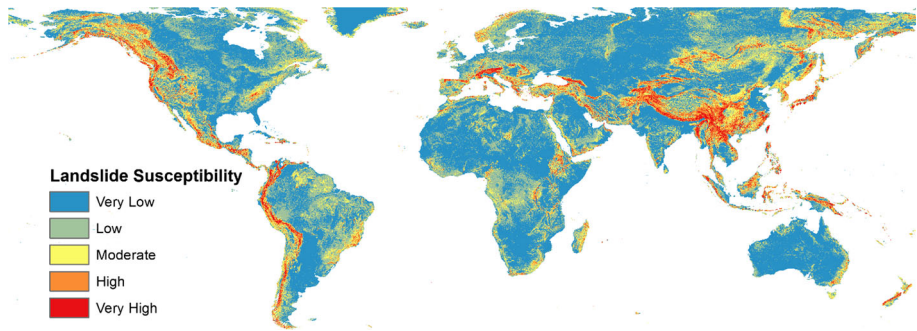 Landslide Susceptibility
Very Low
Low
Moderate
High
Very High